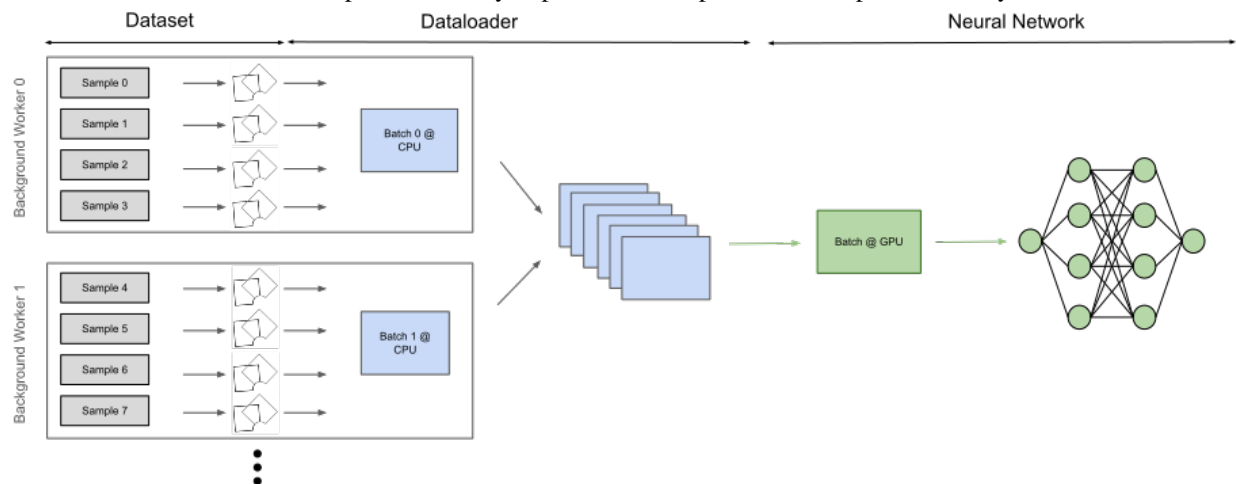 Dataset
Dataloader
Neural Network
Background Worker 0
Sample 0
Sample 1
Sample 2
Sample 3
Batch 0 @
CPU
Batch @ GPU
Background Worker 1
Sample 4
Sample 5
Sample 6
Sample 7
Batch 1 @
CPU